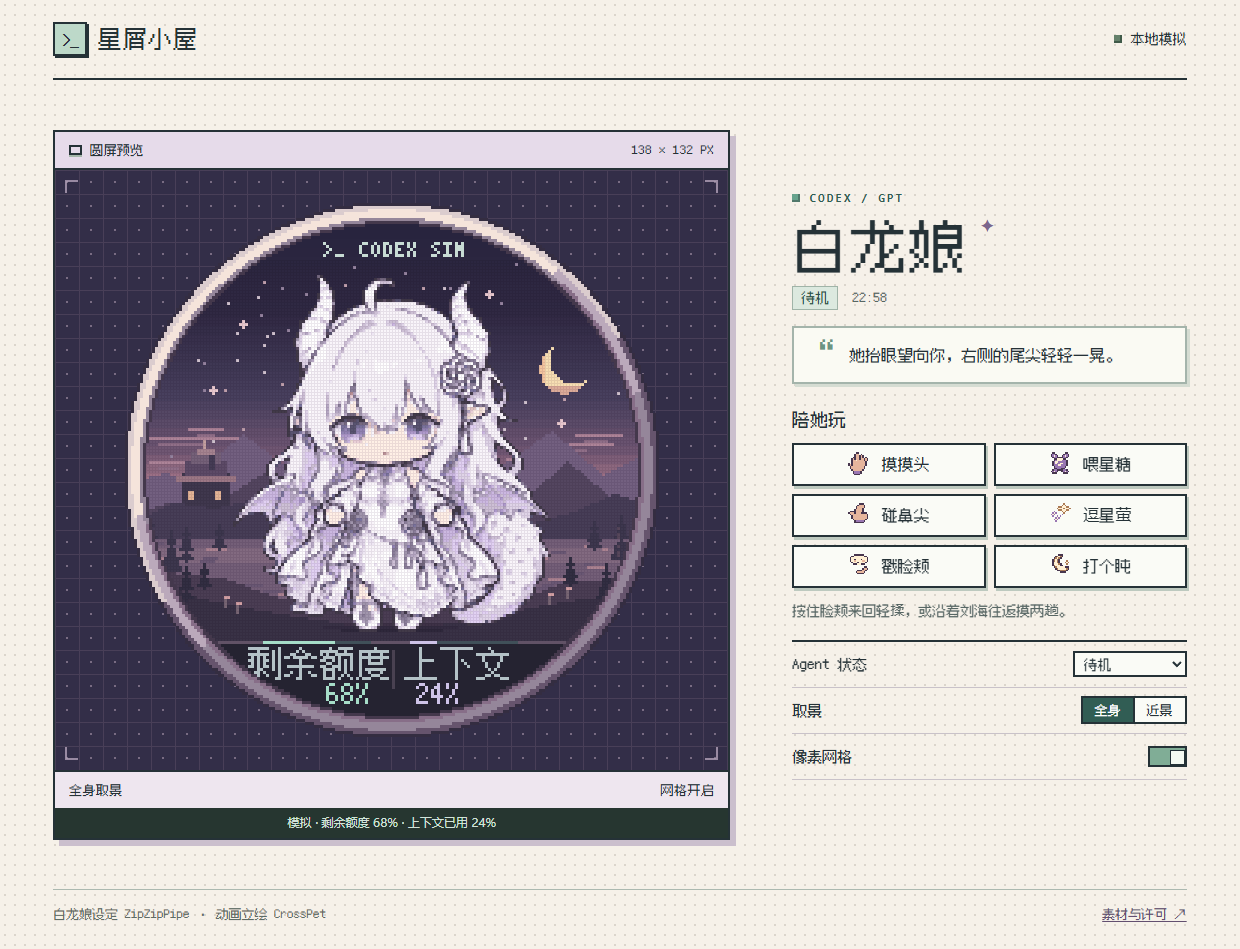 >_ 星屑小屋
本地模拟
圆屏预览
138 × 132 PX
>_ CODEX SIM
剩余额度 上下文
68% 24%
全身取景
网格开启
模拟 · 剩余额度 68% · 上下文已用 24%
CODEX / GPT
白龙娘
待机 22:58
“ 她抬眼望向你，右侧的尾尖轻轻一晃。
陪她玩
摸摸头
喂星糖
碰鼻尖
逗星萤
戳脸颊
打个盹
按住脸颊来回轻揉，或沿着刘海往返摸两趟。
Agent 状态
待机
取景
全身 近景
像素网格
白龙娘设定 ZipZipPipe · 动画立绘 CrossPet
素材与许可 ↗